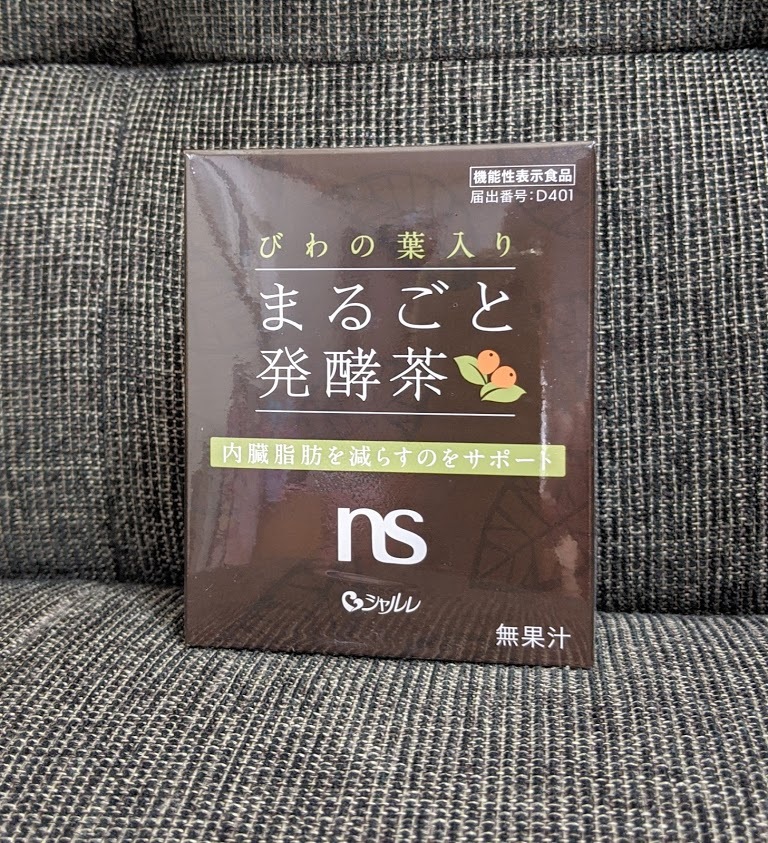 機能性表示食品
届出番号:D401
びわの葉入り
まるごと
発酵茶
内臓脂肪を減らすのをサポート
ns
シャルレ
無果汁